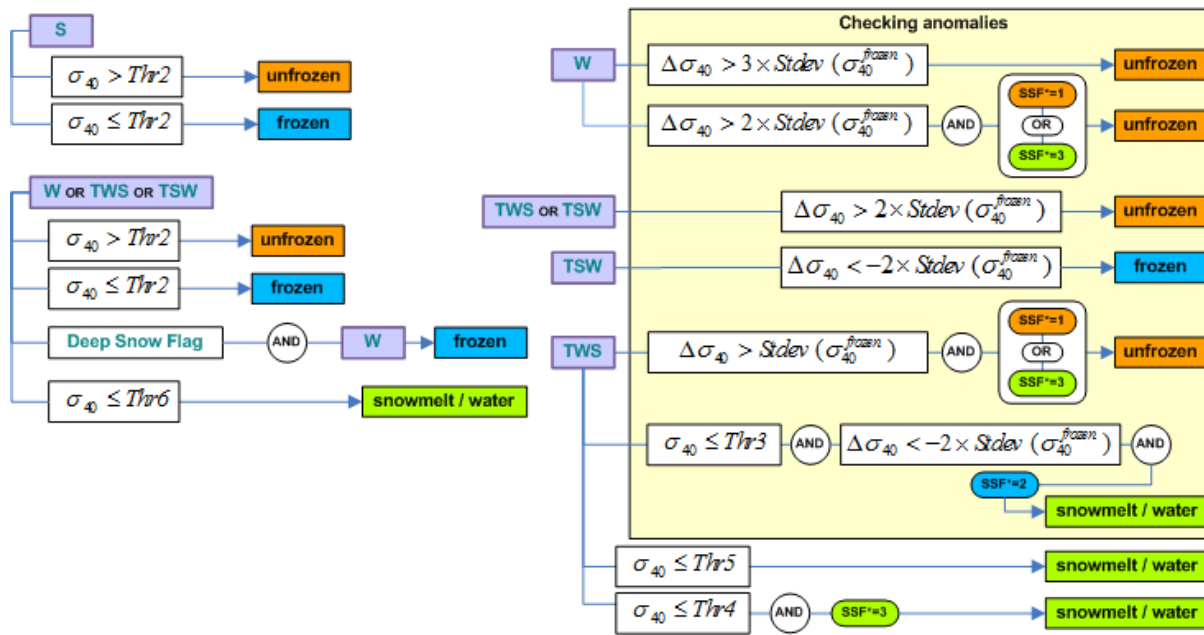 S
σ40 > Thr2 unfrozen
σ40 ≤ Thr2 frozen
W OR TWS OR TSW
σ40 > Thr2 unfrozen
σ40 ≤ Thr2 frozen
Deep Snow Flag AND W frozen
σ40 ≤ Thr6 snowmelt / water
Checking anomalies
W Δσ40 > 3 × Stdev (σ40^frozen) unfrozen
Δσ40 > 2 × Stdev (σ40^frozen) AND SSF*=1 OR SSF*=3 unfrozen
TWS OR TSW Δσ40 > 2 × Stdev (σ40^frozen) unfrozen
TSW Δσ40 < −2 × Stdev (σ40^frozen) frozen
TWS Δσ40 > Stdev (σ40^frozen) AND SSF*=1 OR SSF*=3 unfrozen
σ40 ≤ Thr3 AND Δσ40 < −2 × Stdev (σ40^frozen) AND
SSF*=2
snowmelt / water
σ40 ≤ Thr5 snowmelt / water
σ40 ≤ Thr4 AND SSF*=3 snowmelt / water